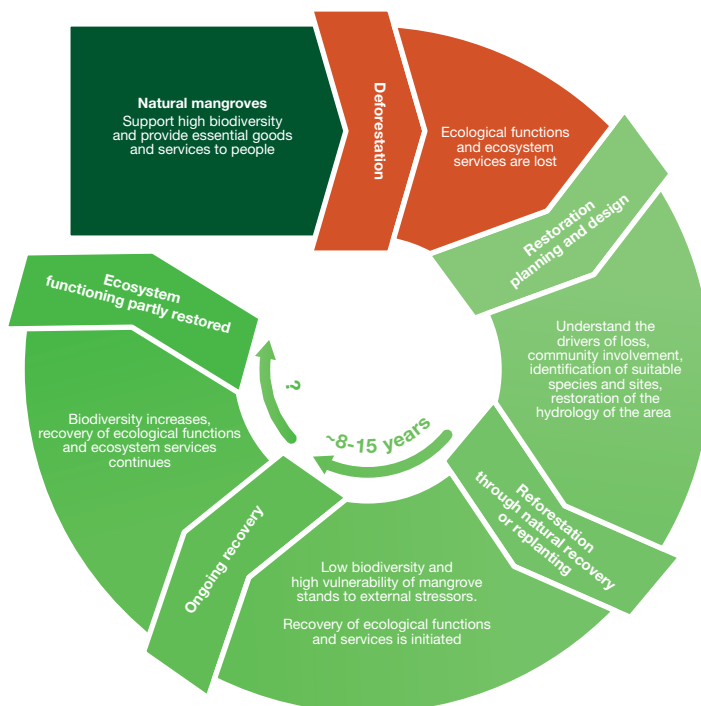 Natural mangroves
Support high biodiversity
and provide essential goods
and services to people
Deforestation
Ecological functions
and ecosystem
services are lost
Restoration
planning and design
Understand the
drivers of loss,
community involvement,
identification of suitable
species and sites,
restoration of the
hydrology of the area
Reforestation
through natural recovery
or replanting
~8-15 years
Low biodiversity and
high vulnerability of mangrove
stands to external stressors.
Recovery of ecological functions
and services is initiated
Ongoing recovery
?
Biodiversity increases,
recovery of ecological functions
and ecosystem services
continues
Ecosystem
functioning partly restored